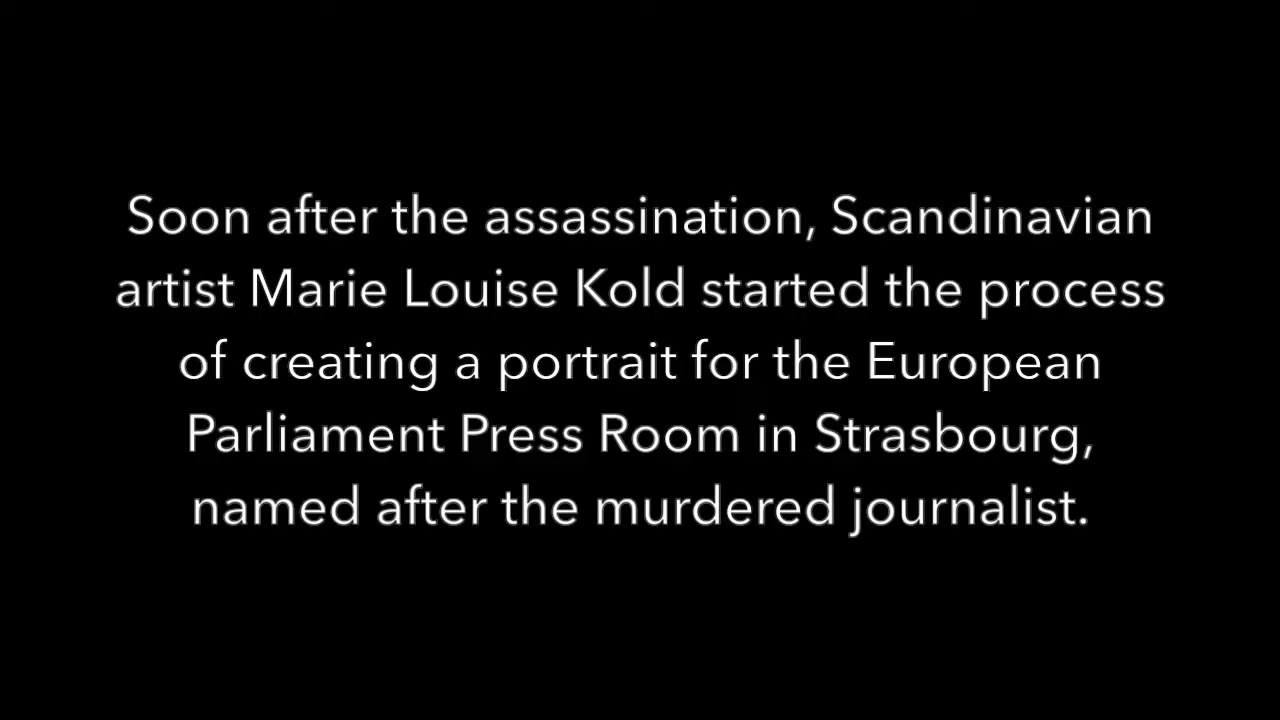 Soon after the assassination, Scandinavian
artist Marie Louise Kold started the process
of creating a portrait for the European
Parliament Press Room in Strasbourg,
named after the murdered journalist.